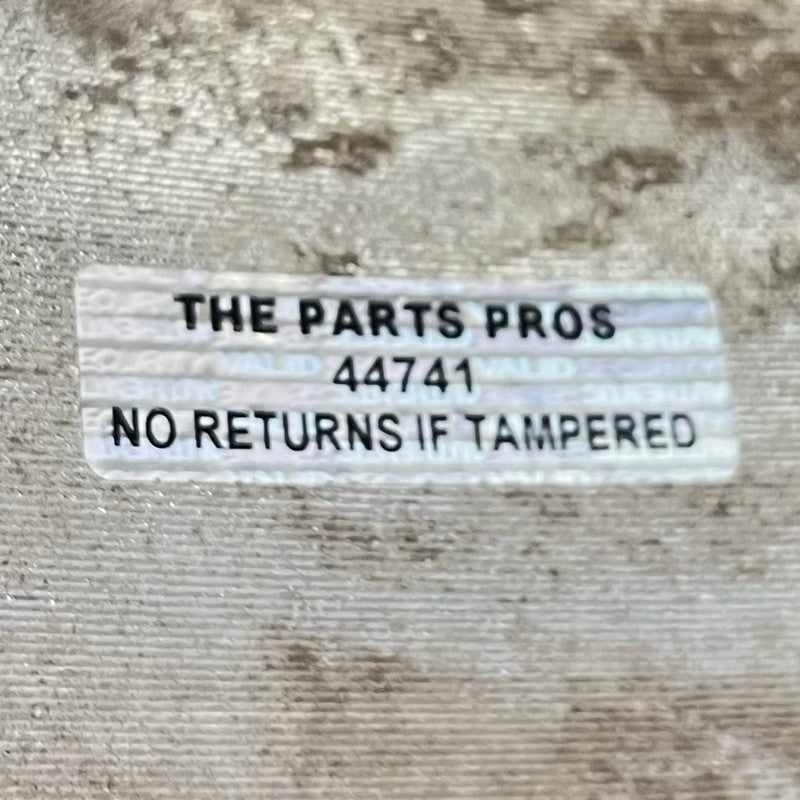 THE PARTS PROS
44741
NO RETURNS IF TAMPERED